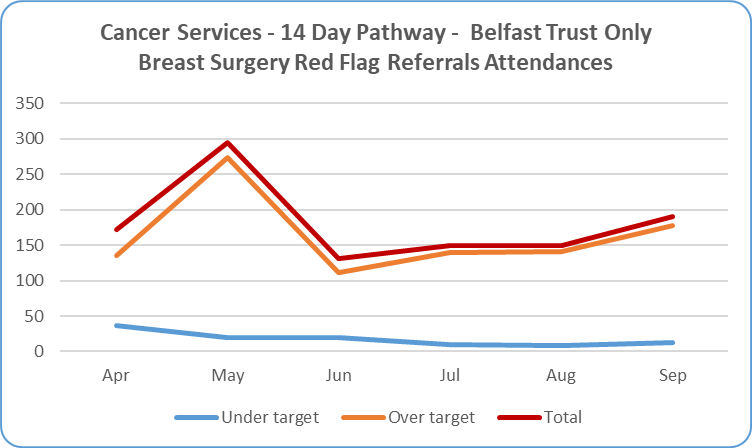 Cancer Services - 14 Day Pathway - Belfast Trust Only
Breast Surgery Red Flag Referrals Attendances
350
300
250
200
150
100
50
0
Apr May Jun Jul Aug Sep
Under target Over target Total